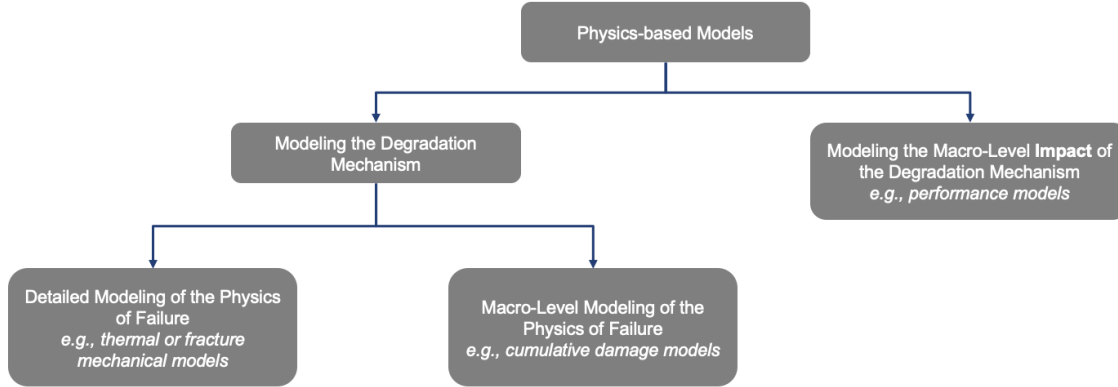 Physics-based Models
Modeling the Degradation
Mechanism
Modeling the Macro-Level Impact of
the Degradation Mechanism
e.g., performance models
Detailed Modeling of the Physics
of Failure
e.g., thermal or fracture
mechanical models
Macro-Level Modeling of the
Physics of Failure
e.g., cumulative damage models